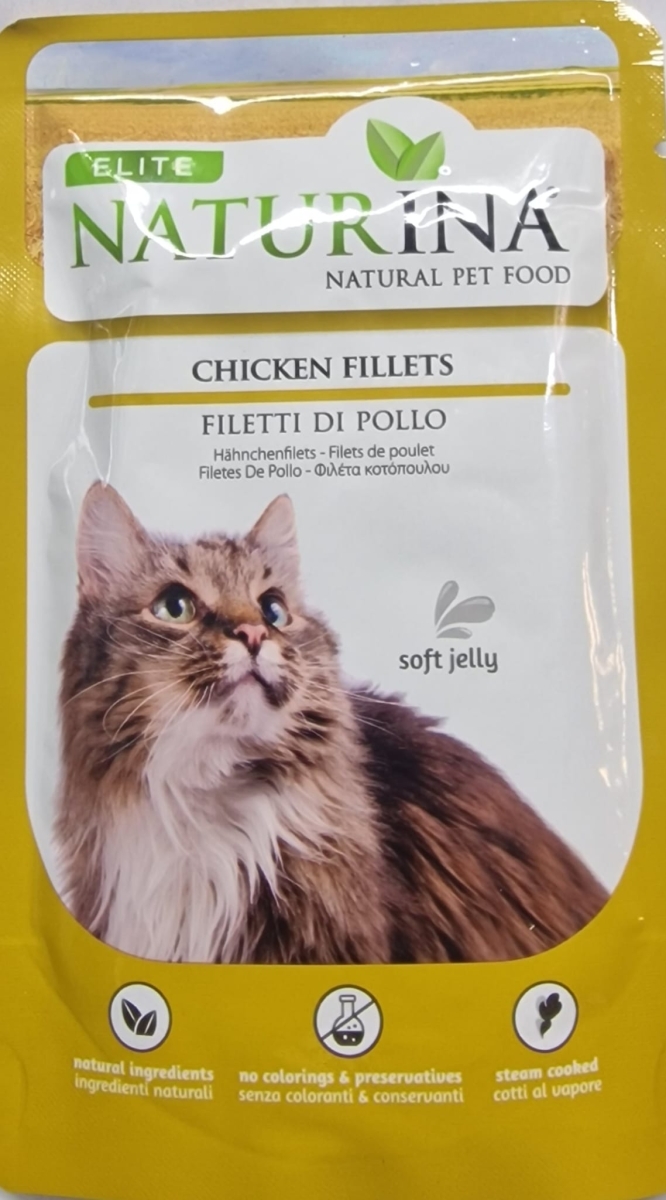 ELITE
NATURINA
NATURAL PET FOOD
CHICKEN FILLETS
FILETTI DI POLLO
Hähnchenfilets - Filets de poulet
Filetes De Pollo - Φιλέτα κοτόπουλου
soft jelly
natural ingredients
ingredienti naturali
no colorings & preservatives
senza coloranti & conservanti
steam cooked
cotti al vapore